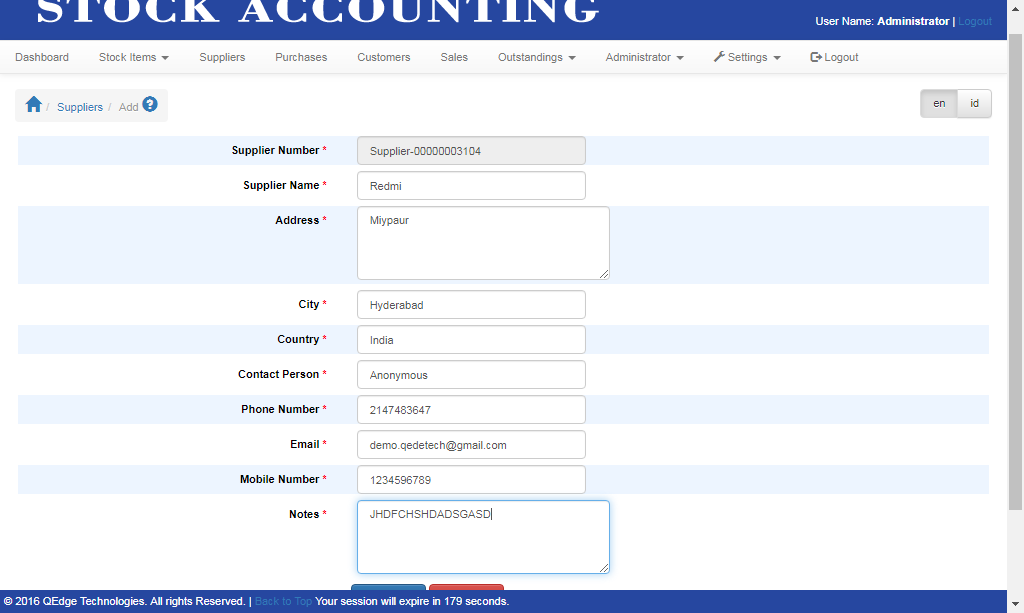 STOCK ACCOUNTING
User Name: Administrator | Logout
Dashboard Stock Items Suppliers Purchases Customers Sales Outstandings Administrator Settings Logout
/ Suppliers / Add ? en id
Supplier Number * Supplier-00000003104
Supplier Name * Redmi
Address * Miypaur
City * Hyderabad
Country * India
Contact Person * Anonymous
Phone Number * 2147483647
Email * demo.qedetech@gmail.com
Mobile Number * 1234596789
Notes * JHDFCHSHDADSGASD
© 2016 QEdge Technologies. All rights Reserved. | Back to Top Your session will expire in 179 seconds.